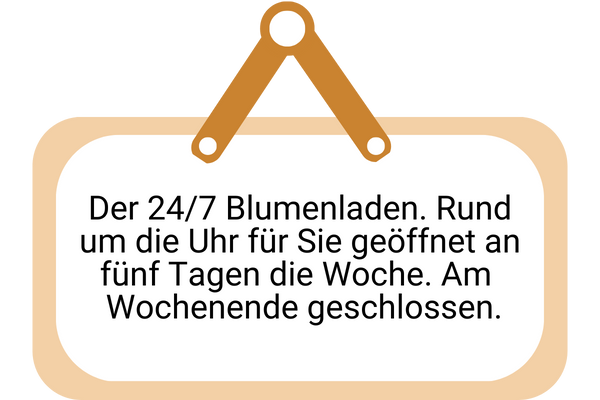 Der 24/7 Blumenladen. Rund
um die Uhr für Sie geöffnet an
fünf Tagen die Woche. Am
Wochenende geschlossen.